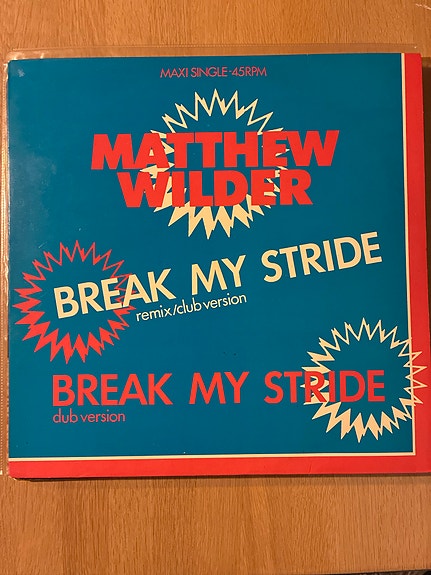 MAXI SINGLE-45RPM
MATTHEW
WILDER
BREAK MY STRIDE
remix/club version
BREAK MY STRIDE
dub version